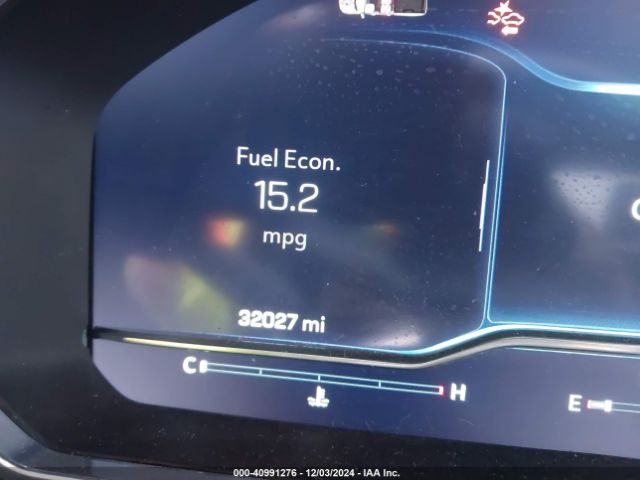 Fuel Econ.
15.2
mpg
32027 mi
C H
E
000-40991276 - 12/03/2024 - IAA Inc.